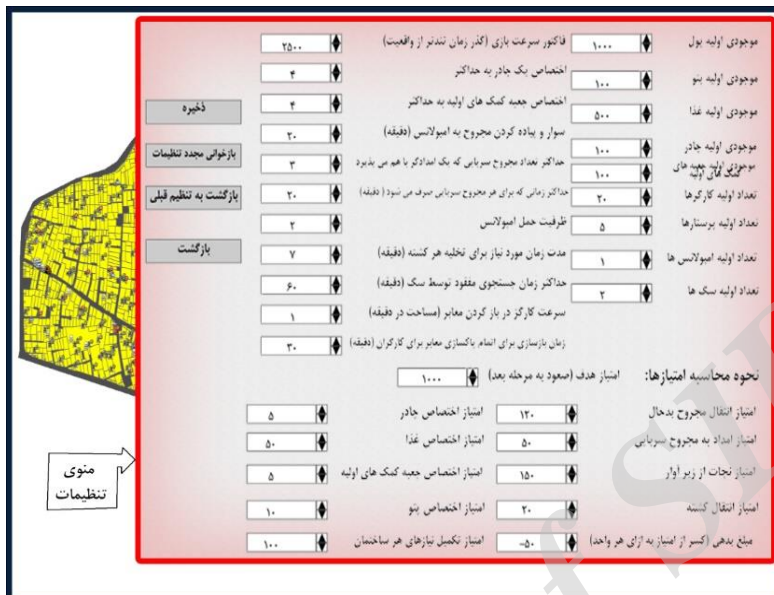 موجودی اولیه پول ۱۰۰۰
موجودی اولیه پتو ۱۰۰
موجودی اولیه غذا ۵۰۰
موجودی اولیه چادر ۱۰۰
موجودی اولیه جعبه های کمک های اولیه ۱۰۰
تعداد اولیه کارگرها ۲۰
تعداد اولیه پرستارها ۵
تعداد اولیه امبولانس ها ۱
تعداد اولیه سگ ها ۲
فاکتور سرعت بازی (گذر زمان تندتر از واقعیت) ۲۵۰۰
اختصاص یک چادر به حداکثر ۴
اختصاص جعبه کمک های اولیه به حداکثر ۴
سوار و پیاده کردن مجروح به امبولانس (دقیقه) ۲۰
حداکثر تعداد مجروح سرپایی که یک امدادگر با هم می پذیرد ۳
حداکثر زمانی که برای هر مجروح سرپایی صرف می شود (دقیقه) ۲۰
ظرفیت حمل امبولانس ۲
مدت زمان مورد نیاز برای تخلیه هر کشته (دقیقه) ۷
حداکثر زمان جستجوی مفقود توسط سگ (دقیقه) ۶۰
سرعت کارگر در باز کردن معابر (مساحت در دقیقه) ۱
زمان بازسازی برای اتمام پاکسازی معابر برای کارگران (دقیقه) ۳۰
ذخیره
بازخوانی مجدد تنظیمات
بازگشت به تنظیم قبلی
بازگشت
نحوه محاسبه امتیازها: امتیاز هدف (صعود به مرحله بعد) ۱۰۰۰
امتیاز انتقال مجروح بدحال ۱۲۰ امتیاز اختصاص چادر ۵
امتیاز امداد به مجروح سرپایی ۵۰ امتیاز اختصاص غذا ۵۰
امتیاز نجات از زیر آوار ۱۵۰ امتیاز اختصاص جعبه کمک های اولیه ۵
امتیاز انتقال کشته ۲۰ امتیاز اختصاص پتو ۱۰
مبلغ بدهی (کسر از امتیاز به ازای هر واحد) ۵۰- امتیاز تکمیل نیازهای هر ساختمان ۱۰۰
منوی
تنظیمات
f SI